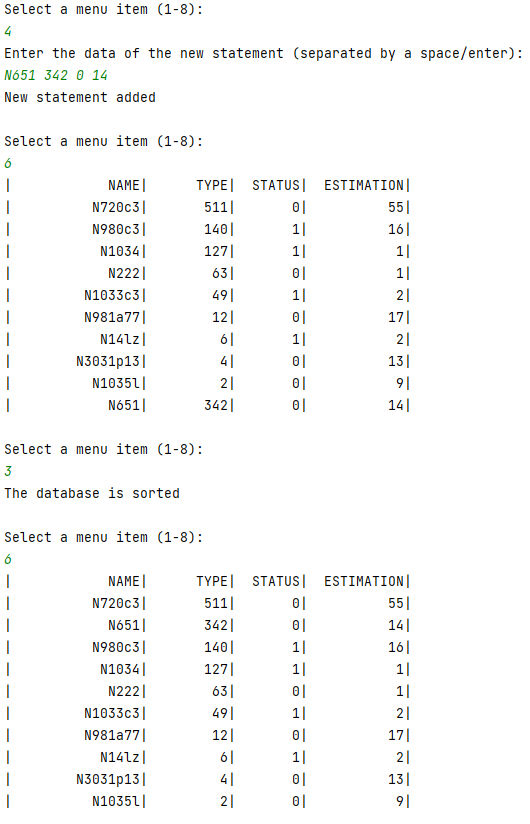 Select a menu item (1-8):
4
Enter the data of the new statement (separated by a space/enter):
N651 342 0 14
New statement added
Select a menu item (1-8):
6
| NAME| TYPE| STATUS| ESTIMATION|
| N720c3| 511| 0| 55|
| N980c3| 140| 1| 16|
| N1034| 127| 1| 1|
| N222| 63| 0| 1|
| N1033c3| 49| 1| 2|
| N981a77| 12| 0| 17|
| N14lz| 6| 1| 2|
| N3031p13| 4| 0| 13|
| N1035l| 2| 0| 9|
| N651| 342| 0| 14|
Select a menu item (1-8):
3
The database is sorted
Select a menu item (1-8):
6
| NAME| TYPE| STATUS| ESTIMATION|
| N720c3| 511| 0| 55|
| N651| 342| 0| 14|
| N980c3| 140| 1| 16|
| N1034| 127| 1| 1|
| N222| 63| 0| 1|
| N1033c3| 49| 1| 2|
| N981a77| 12| 0| 17|
| N14lz| 6| 1| 2|
| N3031p13| 4| 0| 13|
| N1035l| 2| 0| 9|